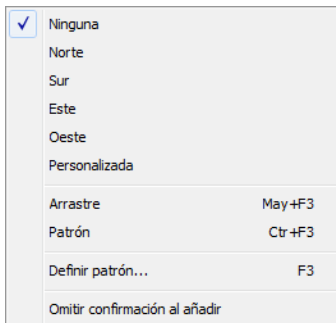 Ninguna
Norte
Sur
Este
Oeste
Personalizada
Arrastre May+F3
Patrón Ctr+F3
Definir patrón... F3
Omitir confirmación al añadir